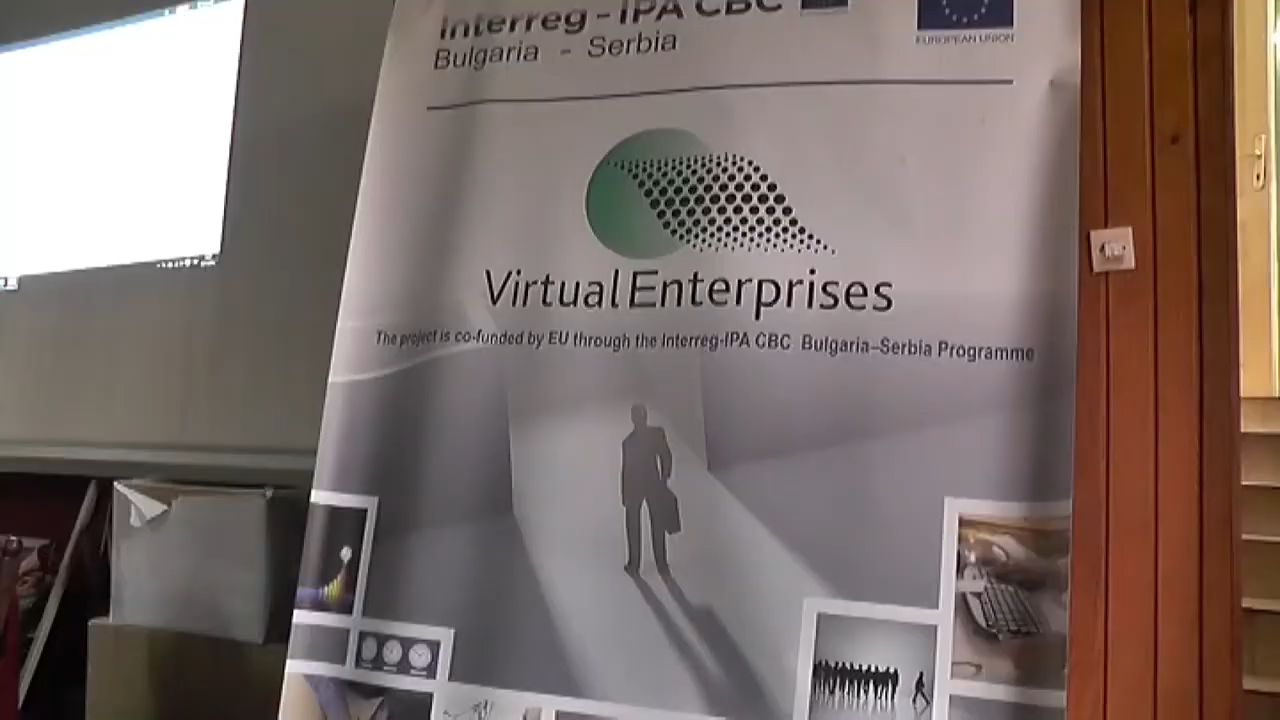 Interreg - IPA CBC
Bulgaria - Serbia
EUROPEAN UNION
Virtual Enterprises
The project is co-funded by EU through the Interreg-IPA CBC Bulgaria–Serbia Programme